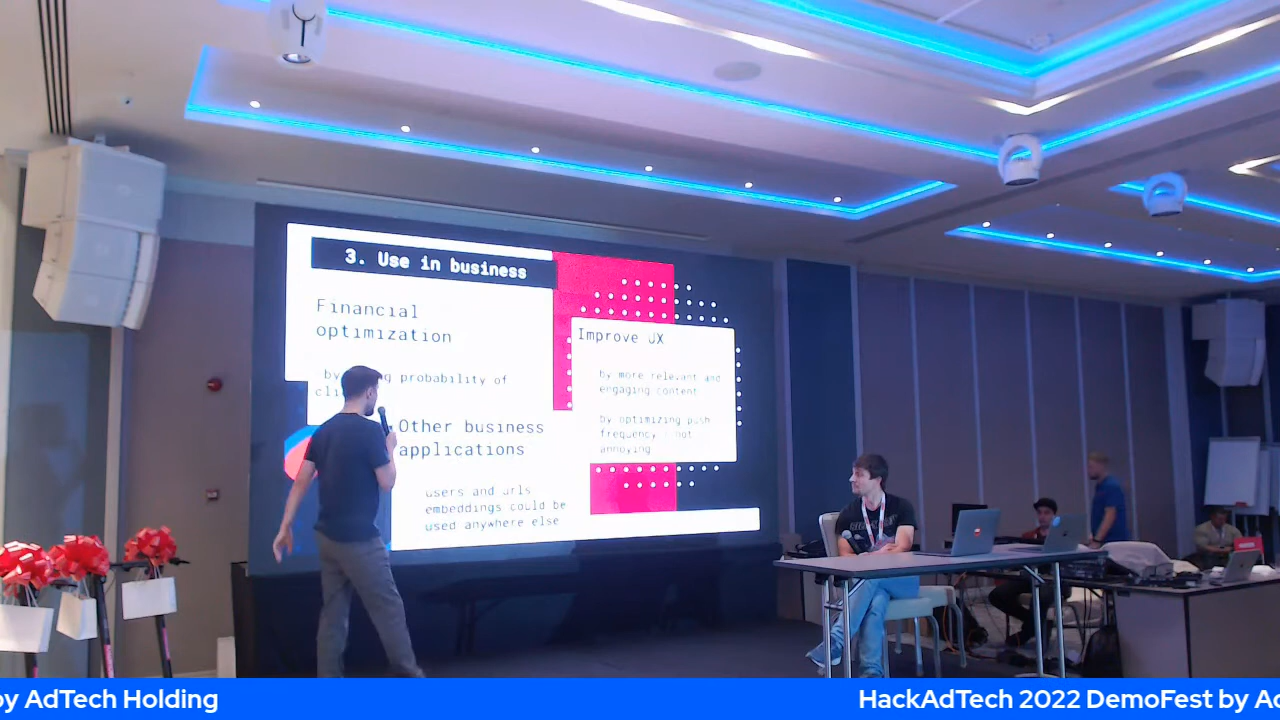 3. Use in business
Financial
optimization
by
probability of
Improve UX
by more relevant and
engaging content
by optimizing push
frequency
not
annoying
Other business
applications
users and urls
embeddings could be
used anywhere else
by AdTech Holding
HackAdTech 2022 DemoFest by